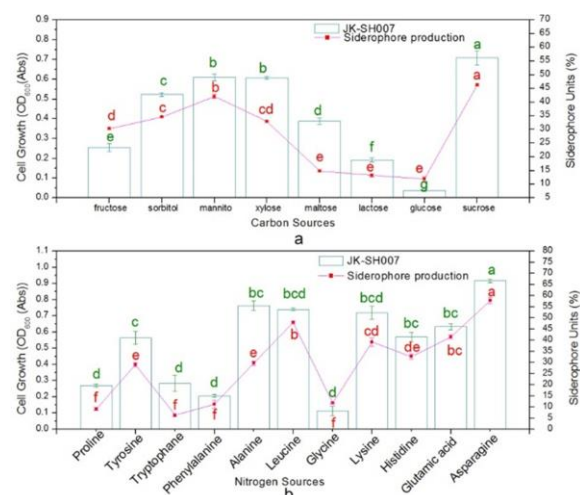 0.9
0.8
0.7
0.6
0.5
0.4
0.3
0.2
0.1
0.0
Cell Growth (OD600(Abs))
JK-SH007
Siderophore production
70
65
60
55
50
45
40
35
30
25
20
15
10
5
Siderophore Units (%)
d
e
c
c
b
b
b
cd
d
e
f
e
e
g
a
a
fructose sorbitol mannito xylose maltose lactose glucose sucrose
Carbon Sources
a
1.1
1.0
0.9
0.8
0.7
0.6
0.5
0.4
0.3
0.2
0.1
0.0
Cell Growth (OD600 (Abs))
JK-SH007
Siderophore production
80
75
70
65
60
55
50
45
40
35
30
25
20
15
10
5
0
Siderophore Units (%)
d
f
c
e
d
f
d
f
bc
e
bcd
b
d
f
bcd
cd
bc
de
bc
bc
a
a
Proline Tyrosine Tryptophane Phenylalanine Alanine Leucine Glycine Lysine Histidine Glutamic acid Asparagine
Nitrogen Sources
b